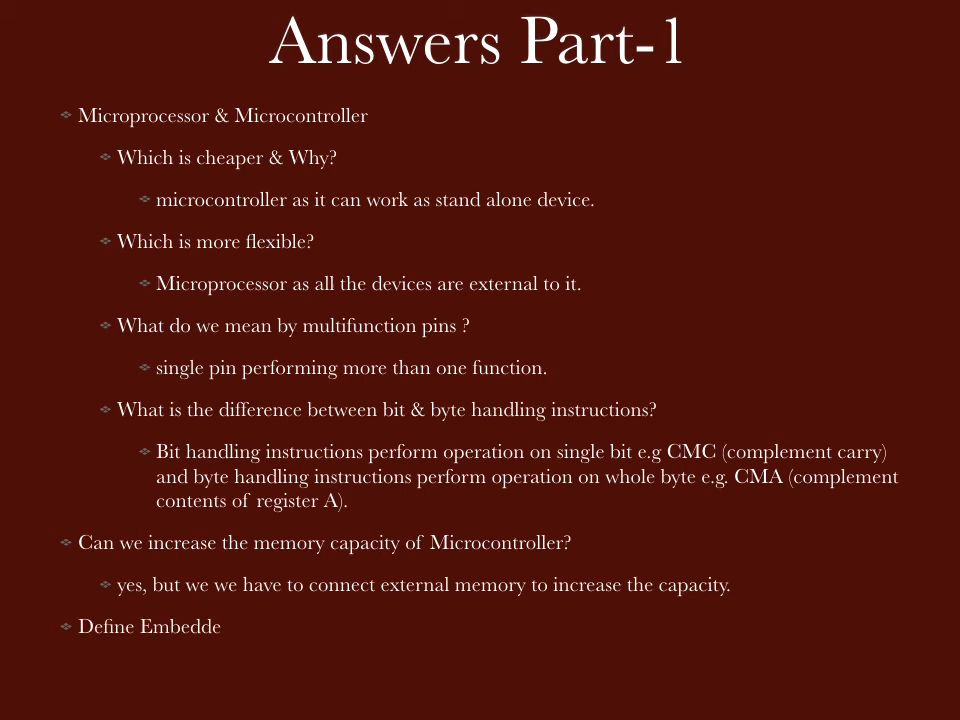 Answers Part-1
Microprocessor & Microcontroller
Which is cheaper & Why?
microcontroller as it can work as stand alone device.
Which is more flexible?
Microprocessor as all the devices are external to it.
What do we mean by multifunction pins ?
single pin performing more than one function.
What is the difference between bit & byte handling instructions?
Bit handling instructions perform operation on single bit e.g CMC (complement carry)
and byte handling instructions perform operation on whole byte e.g. CMA (complement
contents of register A).
Can we increase the memory capacity of Microcontroller?
yes, but we we have to connect external memory to increase the capacity.
Define Embedde